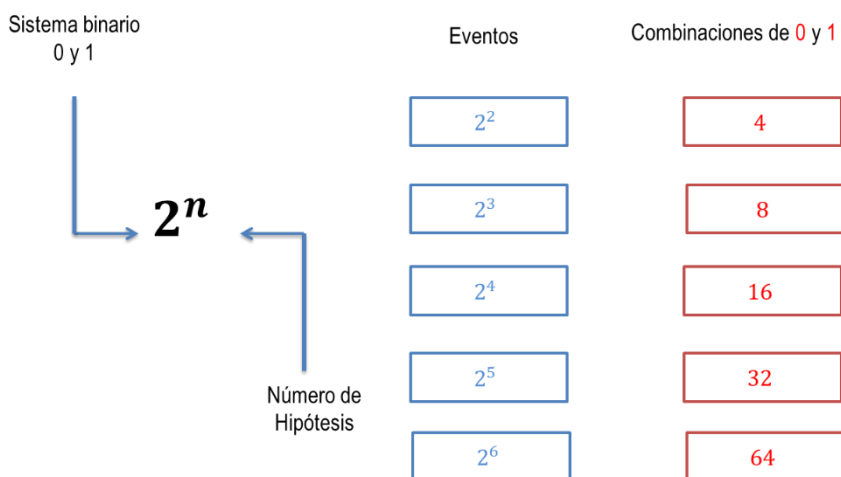 Sistema binario
0 y 1
Eventos
Combinaciones de 0 y 1
2^n
Número de
Hipótesis
2^2
4
2^3
8
2^4
16
2^5
32
2^6
64